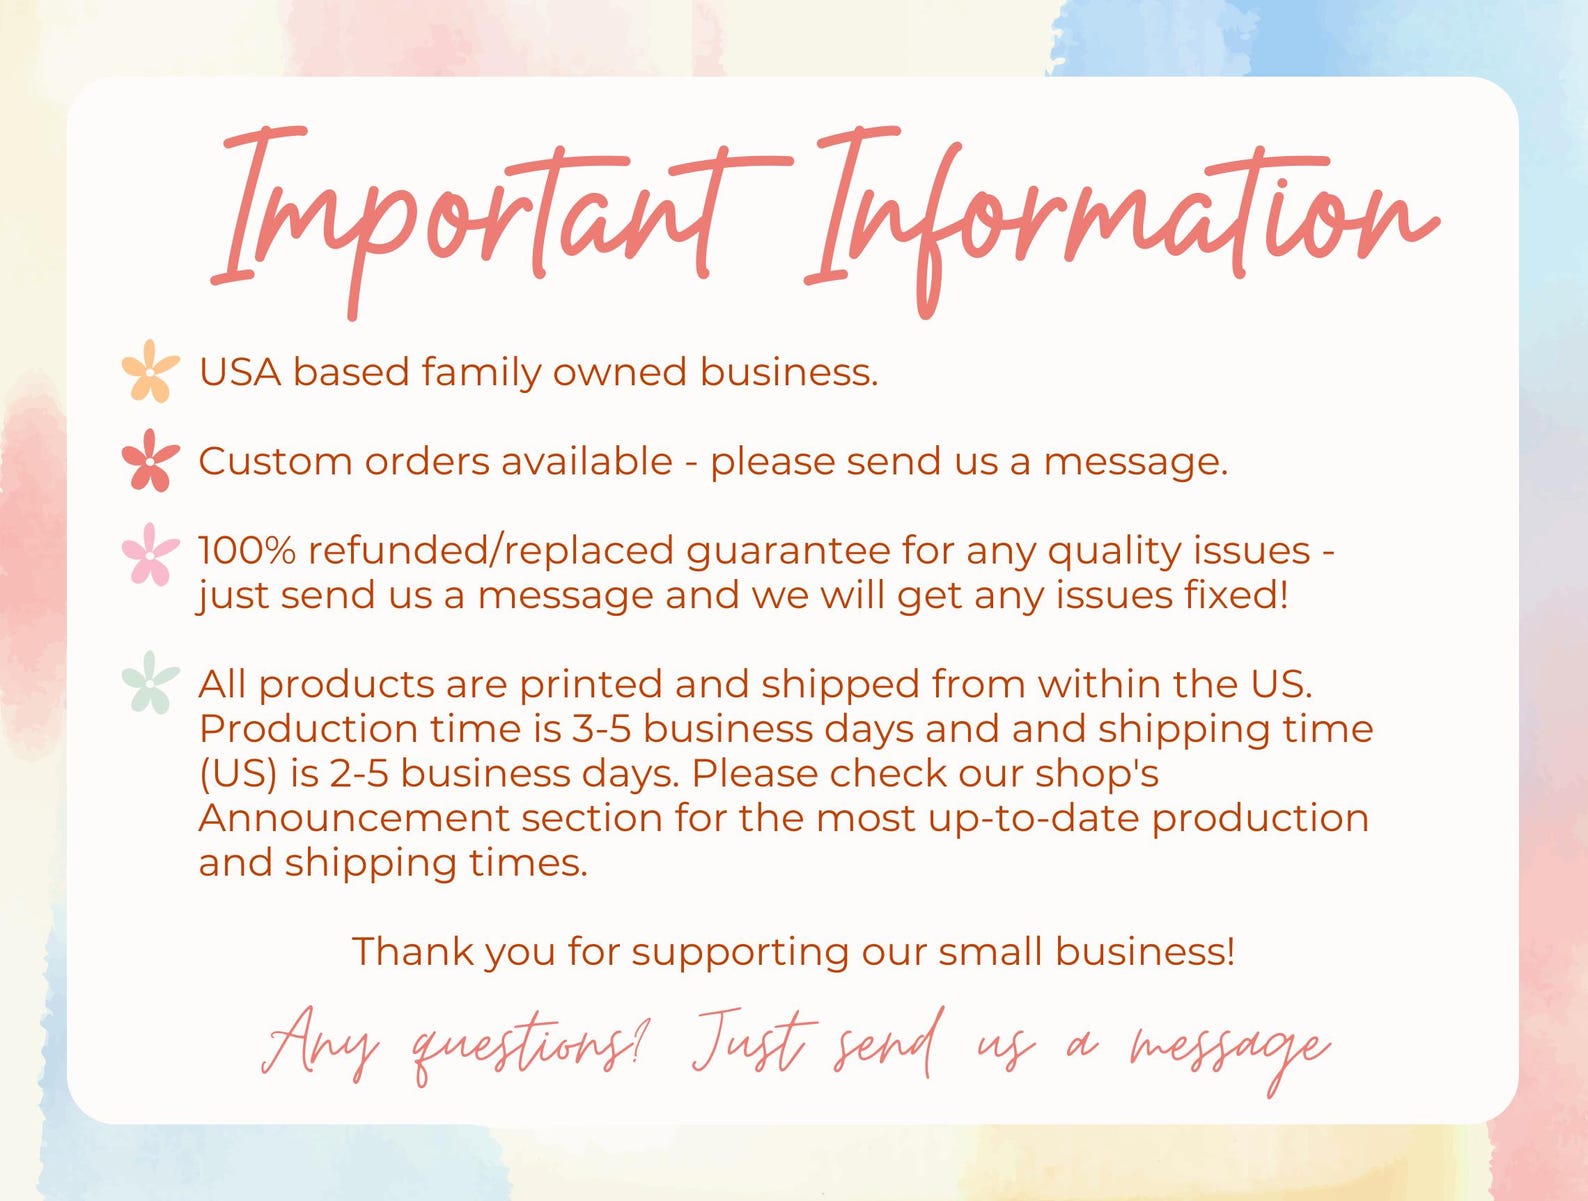 Important Information
USA based family owned business.
Custom orders available - please send us a message.
100% refunded/replaced guarantee for any quality issues -
just send us a message and we will get any issues fixed!
All products are printed and shipped from within the US.
Production time is 3-5 business days and and shipping time
(US) is 2-5 business days. Please check our shop's
Announcement section for the most up-to-date production
and shipping times.
Thank you for supporting our small business!
Any questions? Just send us a message